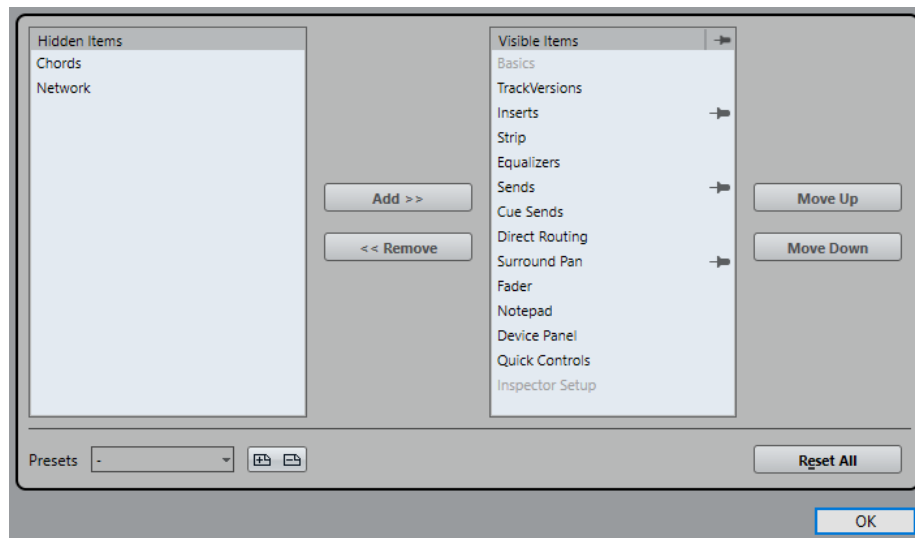 Hidden Items
Chords
Network
Add >>
<< Remove
Visible Items
Basics
TrackVersions
Inserts
Strip
Equalizers
Sends
Cue Sends
Direct Routing
Surround Pan
Fader
Notepad
Device Panel
Quick Controls
Inspector Setup
Move Up
Move Down
Presets -
Reset All
OK